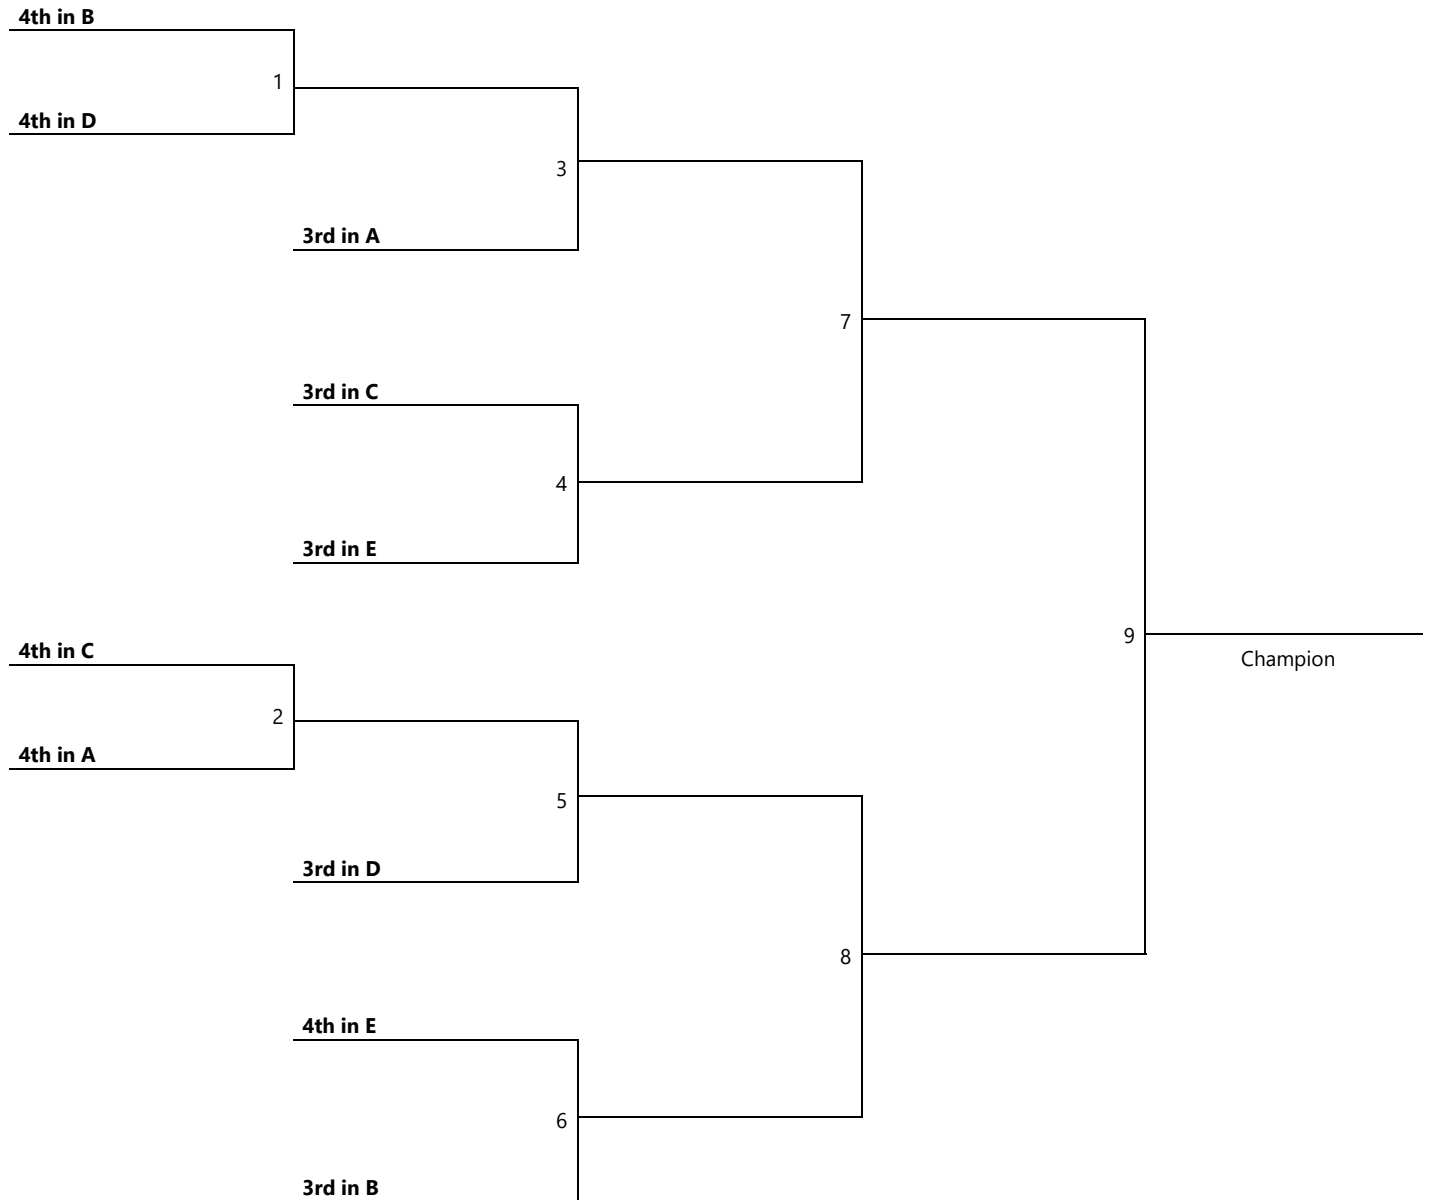 4th in B
1
4th in D
3
3rd in A
7
3rd in C
4
3rd in E
4th in C
9
Champion
2
4th in A
5
3rd in D
8
4th in E
6
3rd in B